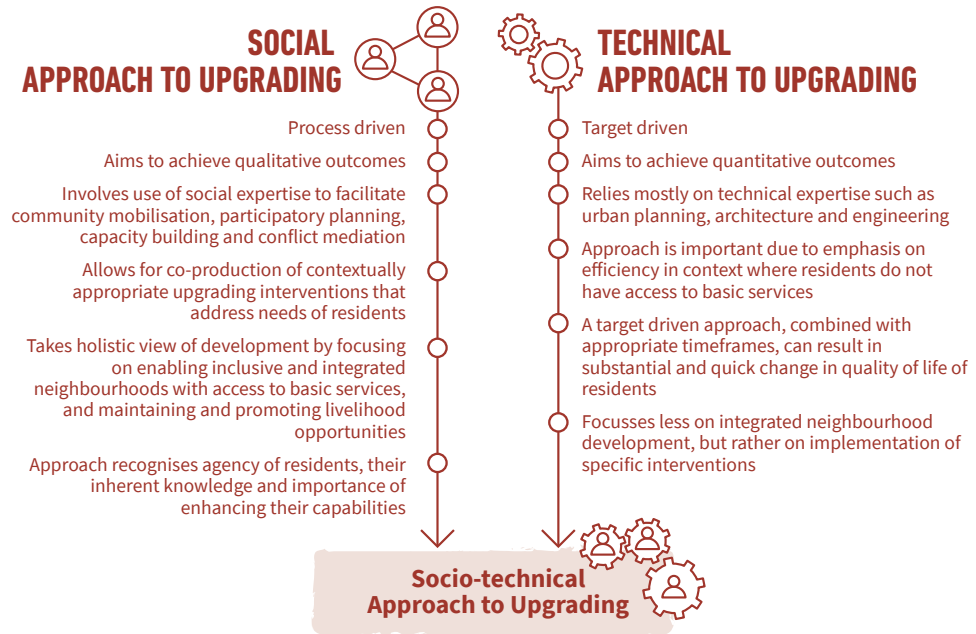 SOCIAL
APPROACH TO UPGRADING
Process driven
Aims to achieve qualitative outcomes
Involves use of social expertise to facilitate
community mobilisation, participatory planning,
capacity building and conflict mediation
Allows for co-production of contextually
appropriate upgrading interventions that
address needs of residents
Takes holistic view of development by focusing
on enabling inclusive and integrated
neighbourhoods with access to basic services,
and maintaining and promoting livelihood
opportunities
Approach recognises agency of residents, their
inherent knowledge and importance of
enhancing their capabilities
TECHNICAL
APPROACH TO UPGRADING
Target driven
Aims to achieve quantitative outcomes
Relies mostly on technical expertise such as
urban planning, architecture and engineering
Approach is important due to emphasis on
efficiency in context where residents do not
have access to basic services
A target driven approach, combined with
appropriate timeframes, can result in
substantial and quick change in quality of life of
residents
Focusses less on integrated neighbourhood
development, but rather on implementation of
specific interventions
Socio-technical
Approach to Upgrading